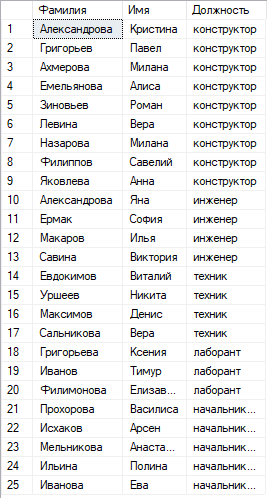 Фамилия Имя Должность
1 Александрова Кристина конструктор
2 Григорьев Павел конструктор
3 Ахмерова Милана конструктор
4 Емельянова Алиса конструктор
5 Зиновьев Роман конструктор
6 Левина Вера конструктор
7 Назарова Милана конструктор
8 Филиппов Савелий конструктор
9 Яковлева Анна конструктор
10 Александрова Яна инженер
11 Ермак София инженер
12 Макаров Илья инженер
13 Савина Виктория инженер
14 Евдокимов Виталий техник
15 Уршеев Никита техник
16 Максимов Денис техник
17 Сальникова Вера техник
18 Григорьева Ксения лаборант
19 Иванов Тимур лаборант
20 Филимонова Елизав... лаборант
21 Прохорова Василиса начальник...
22 Исхаков Арсен начальник...
23 Мельникова Анаста... начальник...
24 Ильина Полина начальник...
25 Иванова Ева начальник...